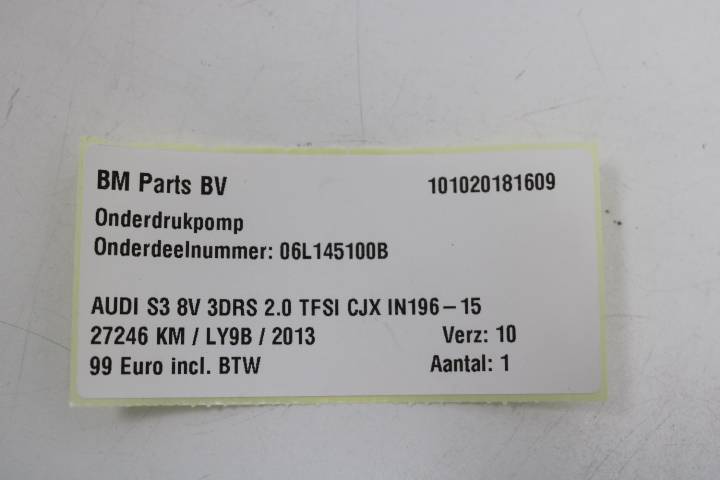 BM Parts BV 101020181609
Onderdrukpomp
Onderdeelnummer: 06L145100B
AUDI S3 8V 3DRS 2.0 TFSI CJX IN196-15
27246 KM / LY9B / 2013 Verz: 10
99 Euro incl. BTW Aantal: 1